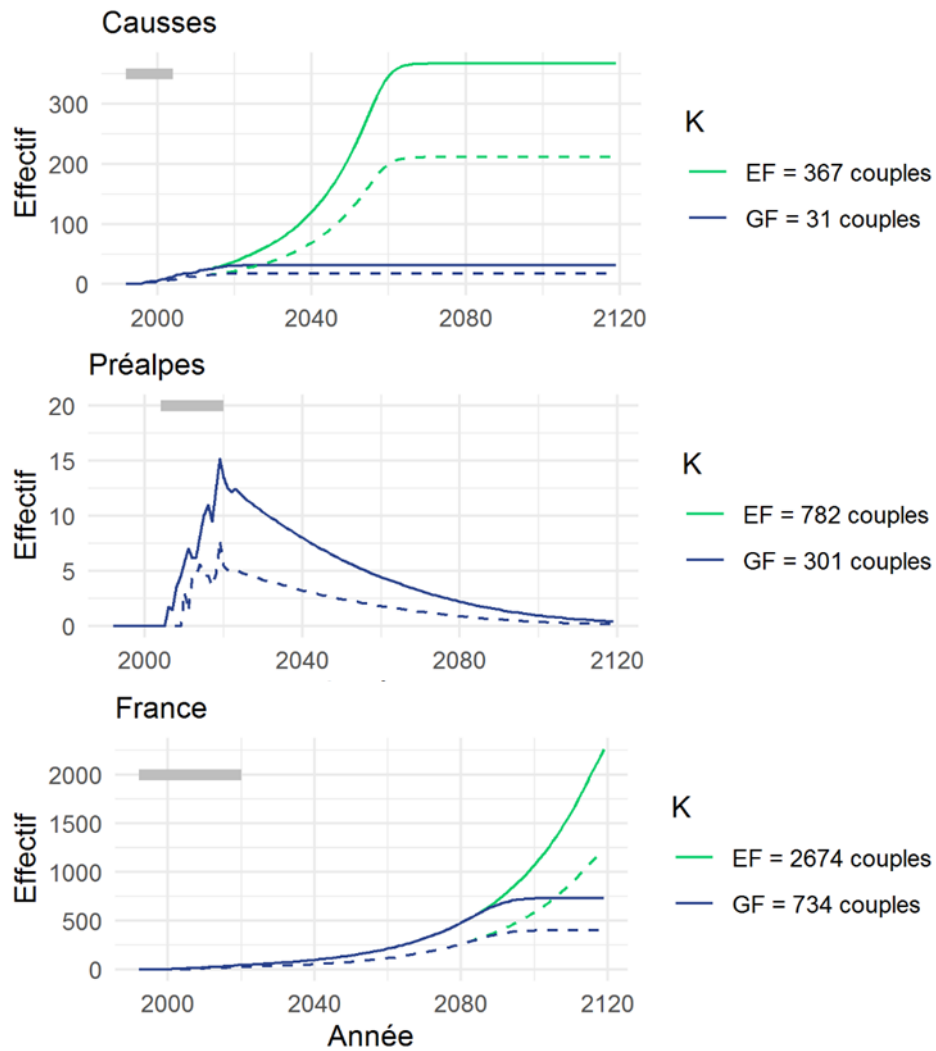 Causses
Effectif
300
200
100
0
2000 2040 2080 2120
K
EF = 367 couples
GF = 31 couples
Préalpes
Effectif
20
15
10
5
0
2000 2040 2080 2120
K
EF = 782 couples
GF = 301 couples
France
Effectif
2000
1500
1000
500
0
2000 2040 2080 2120
Année
K
EF = 2674 couples
GF = 734 couples